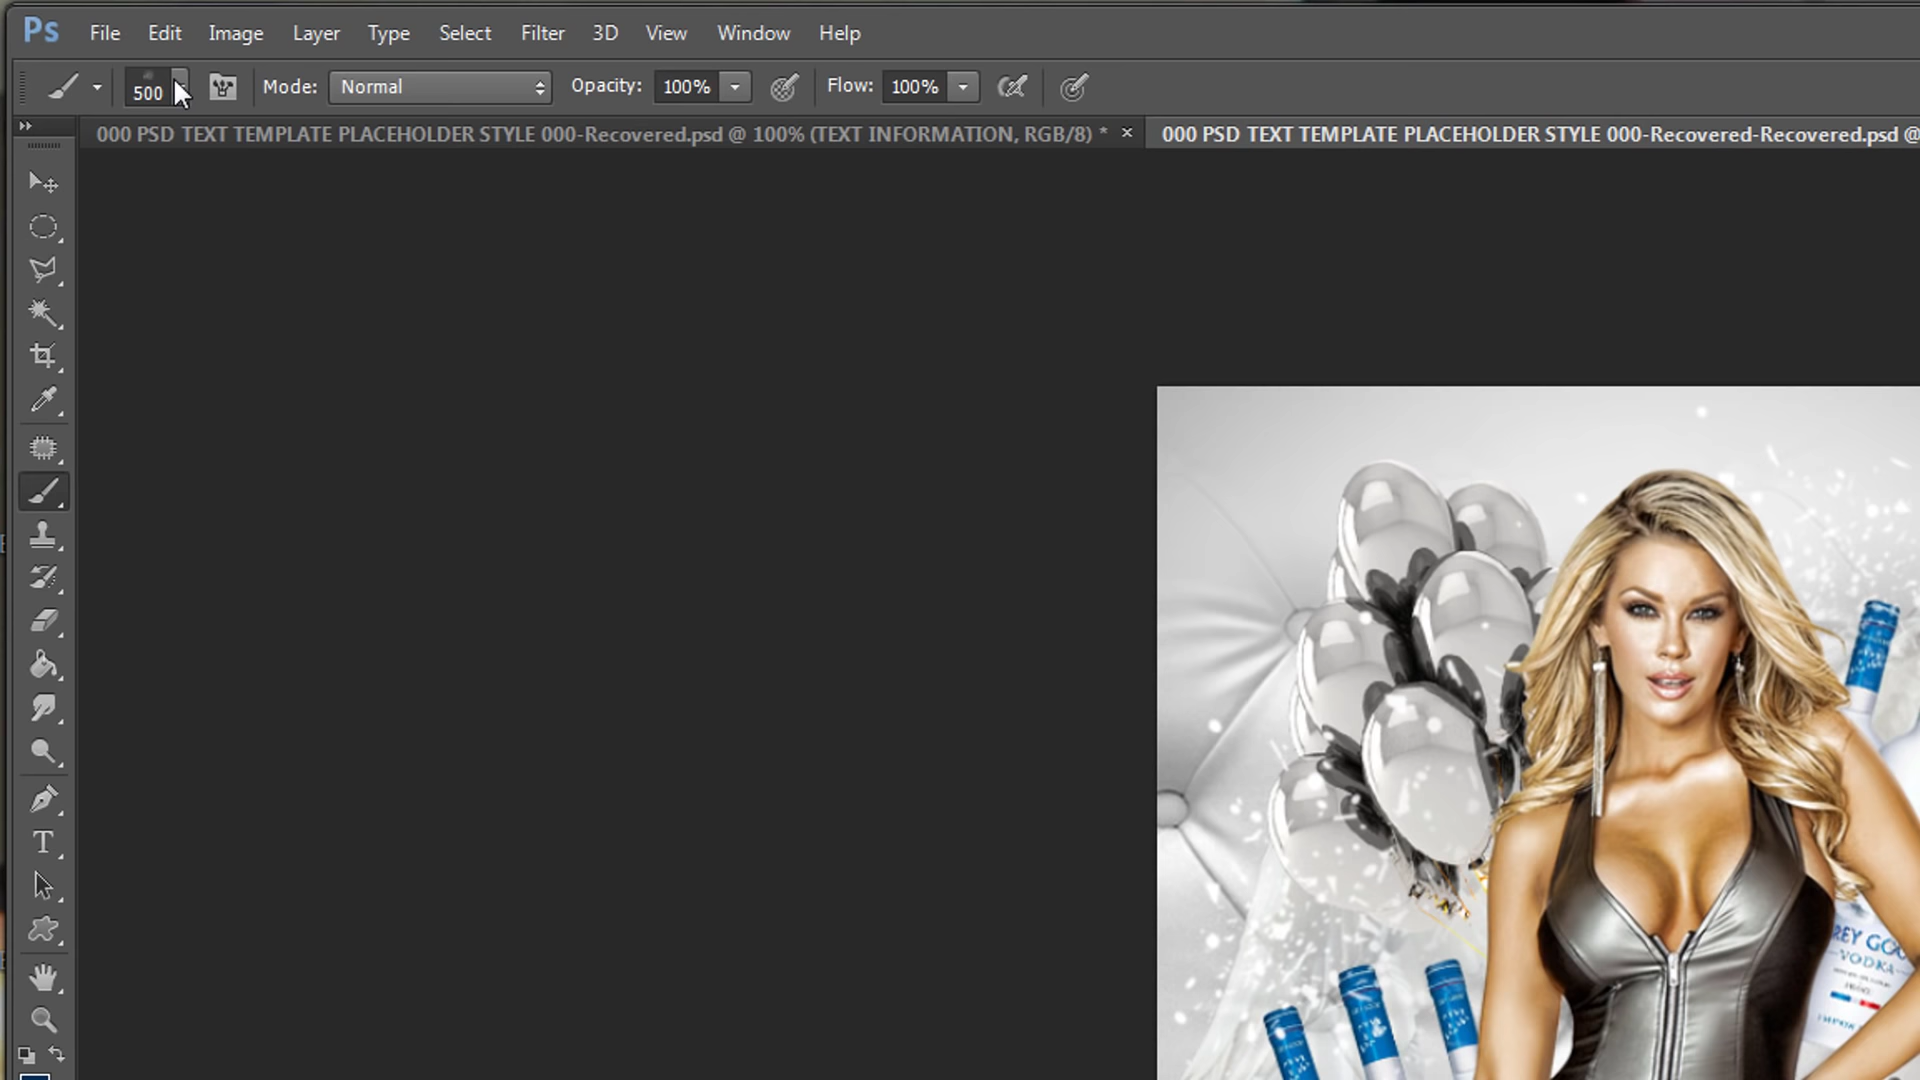 Ps File Edit Image Layer Type Select Filter 3D View Window Help
500 Mode: Normal Opacity: 100% Flow: 100%
000 PSD TEXT TEMPLATE PLACEHOLDER STYLE 000-Recovered.psd @ 100% (TEXT INFORMATION, RGB/8) * × 000 PSD TEXT TEMPLATE PLACEHOLDER STYLE 000-Recovered-Recovered.psd @
T
REY GOO
VODKA